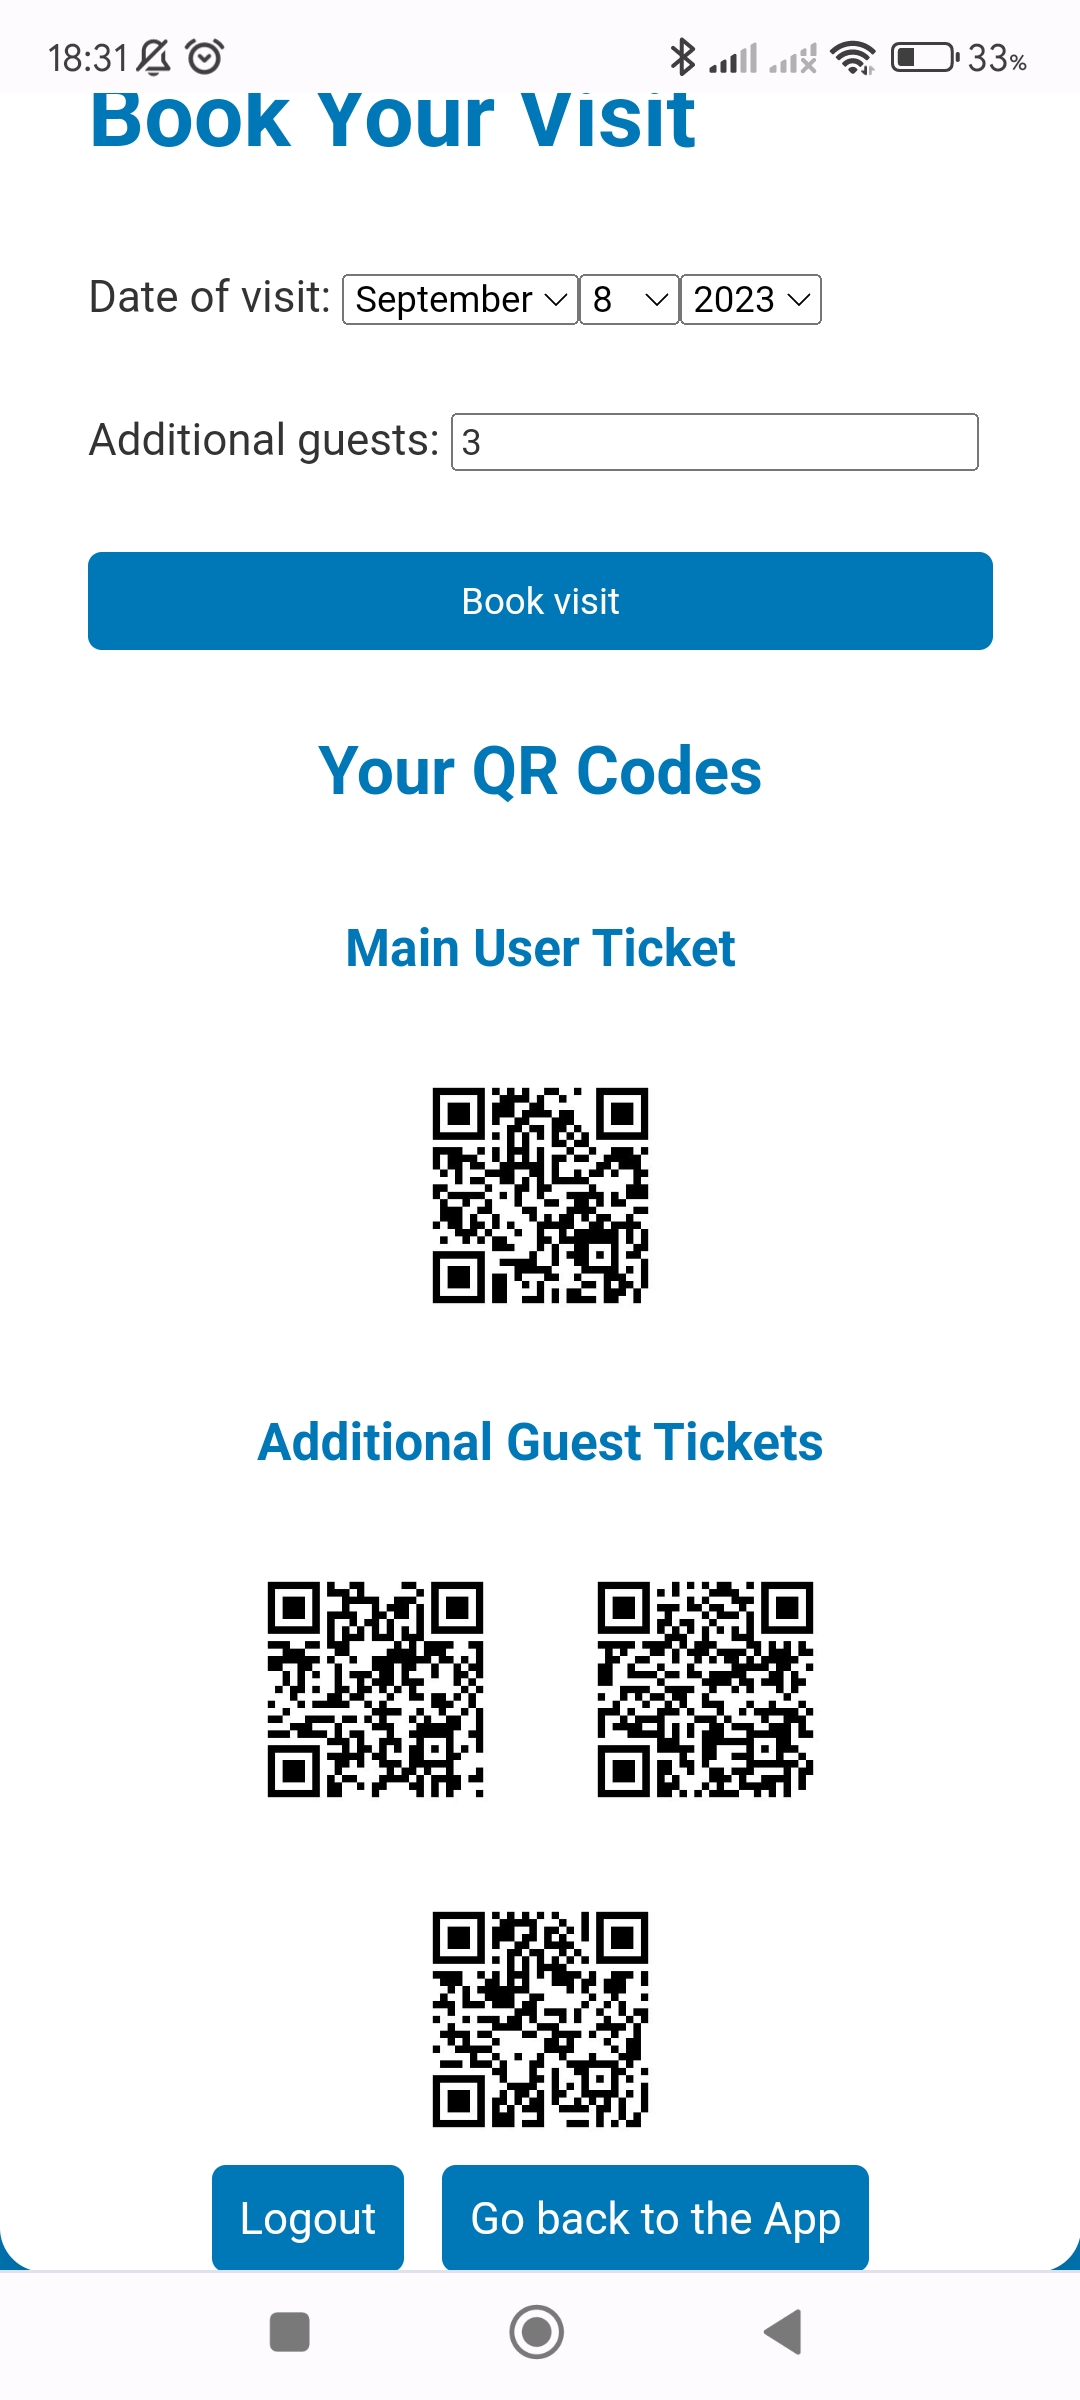 18:31 33%
Book Your Visit
Date of visit: September 8 2023
Additional guests: 3
Book visit
Your QR Codes
Main User Ticket
Additional Guest Tickets
Logout Go back to the App